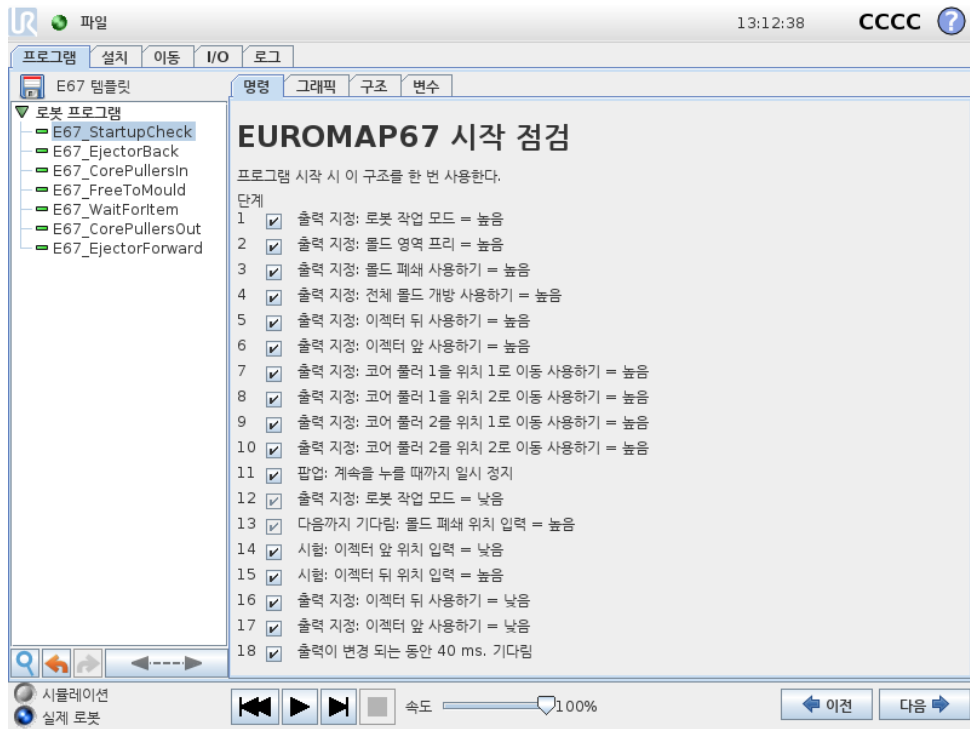 UR 파일 13:12:38 CCCC ?
프로그램 설치 이동 I/O 로그
E67 템플릿
명령 그래픽 구조 변수
로봇 프로그램
E67_StartupCheck
E67_EjectorBack
E67_CorePullersIn
E67_FreeToMould
E67_WaitForItem
E67_CorePullersOut
E67_EjectorForward
EUROMAP67 시작 점검
프로그램 시작 시 이 구조를 한 번 사용한다.
단계
1 출력 지정: 로봇 작업 모드 = 높음
2 출력 지정: 몰드 영역 프리 = 높음
3 출력 지정: 몰드 폐쇄 사용하기 = 높음
4 출력 지정: 전체 몰드 개방 사용하기 = 높음
5 출력 지정: 이젝터 뒤 사용하기 = 높음
6 출력 지정: 이젝터 앞 사용하기 = 높음
7 출력 지정: 코어 풀러 1을 위치 1로 이동 사용하기 = 높음
8 출력 지정: 코어 풀러 1을 위치 2로 이동 사용하기 = 높음
9 출력 지정: 코어 풀러 2를 위치 1로 이동 사용하기 = 높음
10 출력 지정: 코어 풀러 2를 위치 2로 이동 사용하기 = 높음
11 팝업: 계속을 누를 때까지 일시 정지
12 출력 지정: 로봇 작업 모드 = 낮음
13 다음까지 기다림: 몰드 폐쇄 위치 입력 = 높음
14 시험: 이젝터 앞 위치 입력 = 낮음
15 시험: 이젝터 뒤 위치 입력 = 높음
16 출력 지정: 이젝터 뒤 사용하기 = 낮음
17 출력 지정: 이젝터 앞 사용하기 = 낮음
18 출력이 변경 되는 동안 40 ms. 기다림
시뮬레이션
실제 로봇
속도 100%
이전 다음